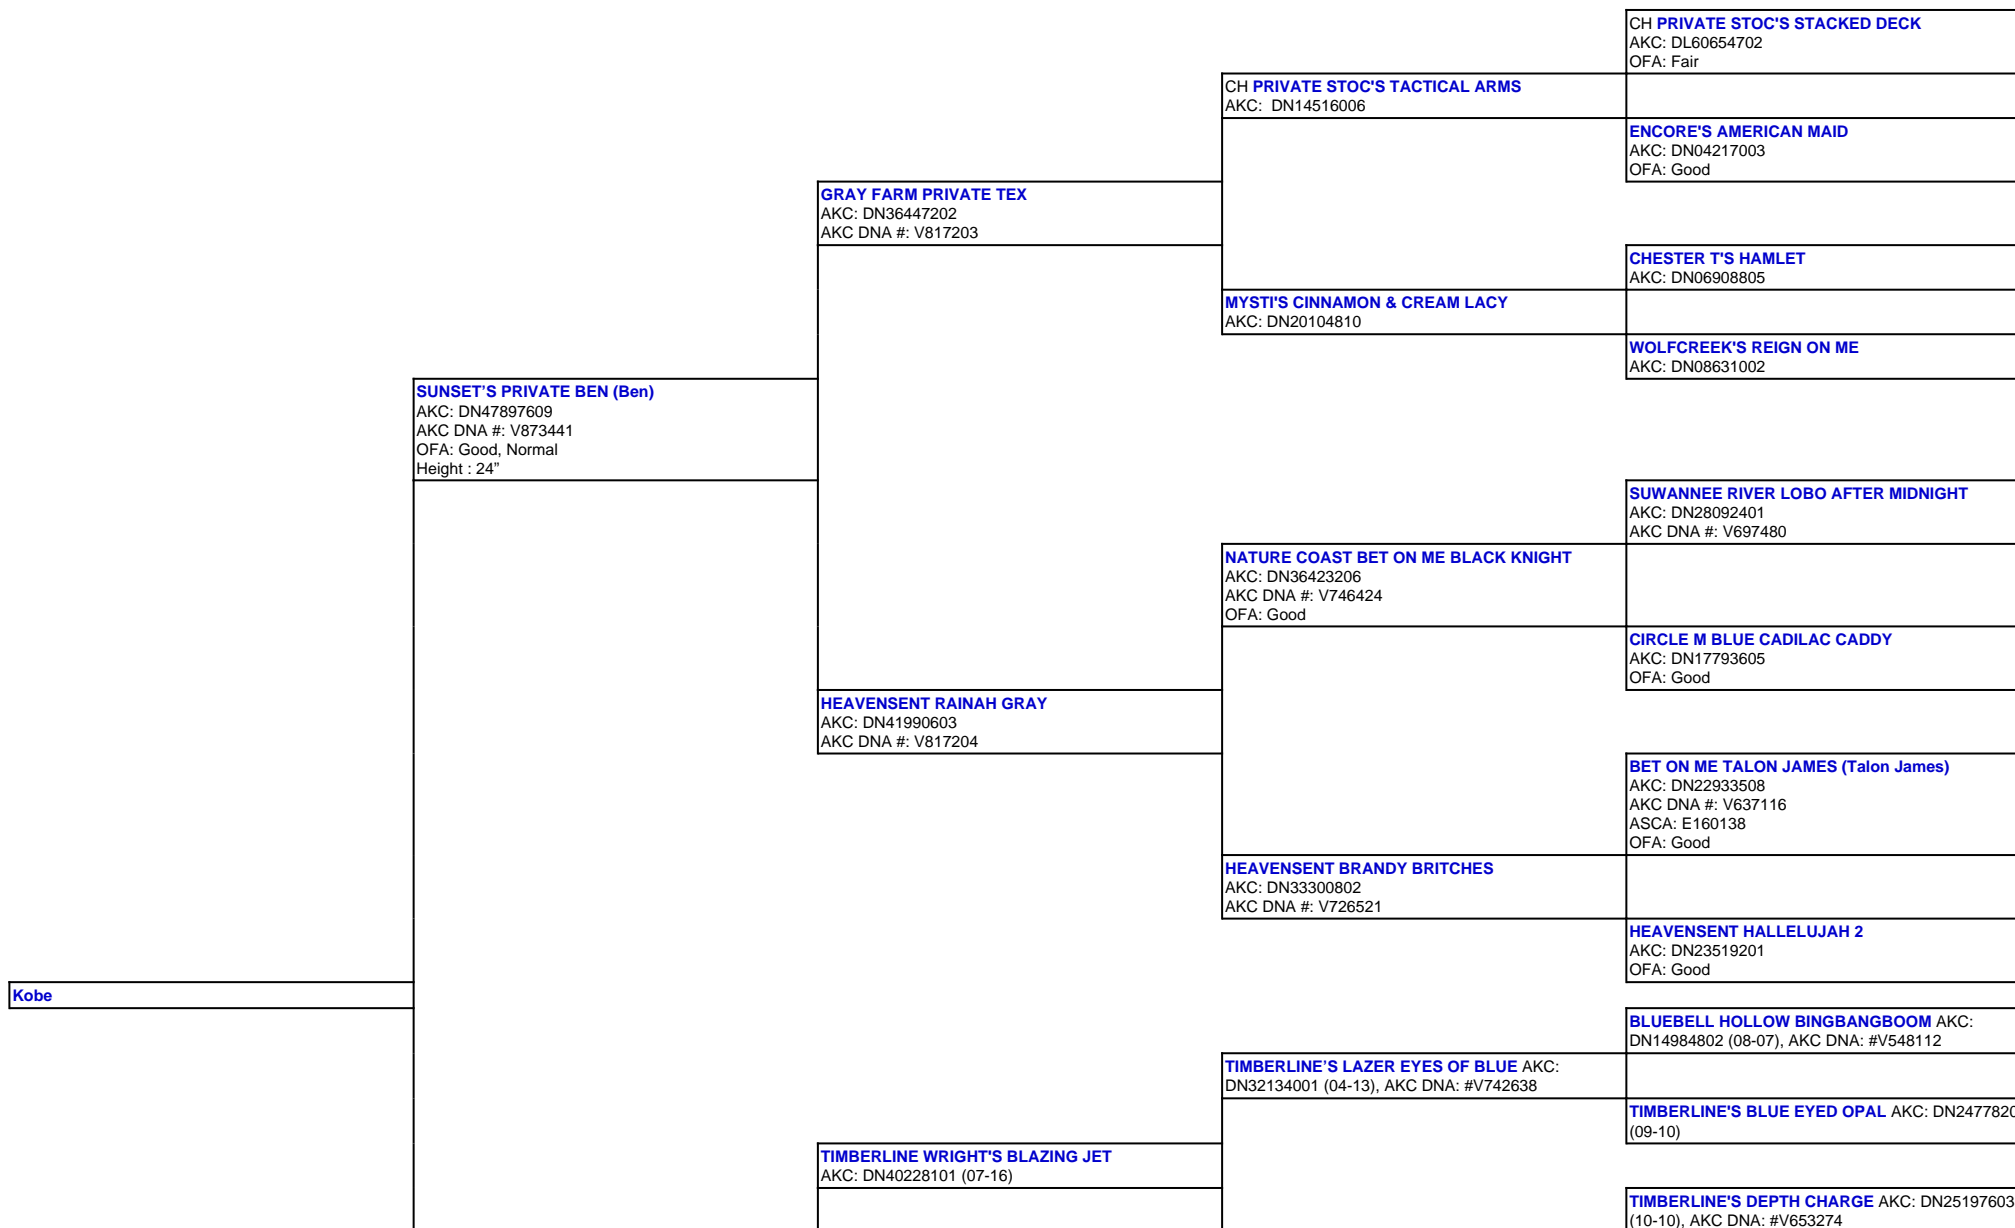 CH PRIVATE STOC'S STACKED DECK
AKC: DL60654702
OFA: Fair
CH PRIVATE STOC'S TACTICAL ARMS
AKC:  DN14516006
ENCORE'S AMERICAN MAID
AKC: DN04217003
OFA: Good
GRAY FARM PRIVATE TEX
AKC: DN36447202
AKC DNA #: V817203
CHESTER T'S HAMLET
AKC: DN06908805
MYSTI'S CINNAMON & CREAM LACY
AKC: DN20104810
WOLFCREEK'S REIGN ON ME
AKC: DN08631002
SUNSET’S PRIVATE BEN (Ben)
AKC: DN47897609
AKC DNA #: V873441
OFA: Good, Normal
Height : 24”
SUWANNEE RIVER LOBO AFTER MIDNIGHT
AKC: DN28092401
AKC DNA #: V697480
NATURE COAST BET ON ME BLACK KNIGHT
AKC: DN36423206
AKC DNA #: V746424
OFA: Good
CIRCLE M BLUE CADILAC CADDY
AKC: DN17793605
OFA: Good
HEAVENSENT RAINAH GRAY
AKC: DN41990603
AKC DNA #: V817204
BET ON ME TALON JAMES (Talon James)
AKC: DN22933508
AKC DNA #: V637116
ASCA: E160138
OFA: Good
HEAVENSENT BRANDY BRITCHES
AKC: DN33300802
AKC DNA #: V726521
HEAVENSENT HALLELUJAH 2
AKC: DN23519201
OFA: Good
Kobe
BLUEBELL HOLLOW BINGBANGBOOM AKC:
DN14984802 (08-07), AKC DNA: #V548112
TIMBERLINE’S LAZER EYES OF BLUE AKC:
DN32134001 (04-13), AKC DNA: #V742638
TIMBERLINE'S BLUE EYED OPAL AKC: DN2477820
(09-10)
TIMBERLINE WRIGHT'S BLAZING JET
AKC: DN40228101 (07-16)
TIMBERLINE'S DEPTH CHARGE AKC: DN25197603
(10-10), AKC DNA: #V653274